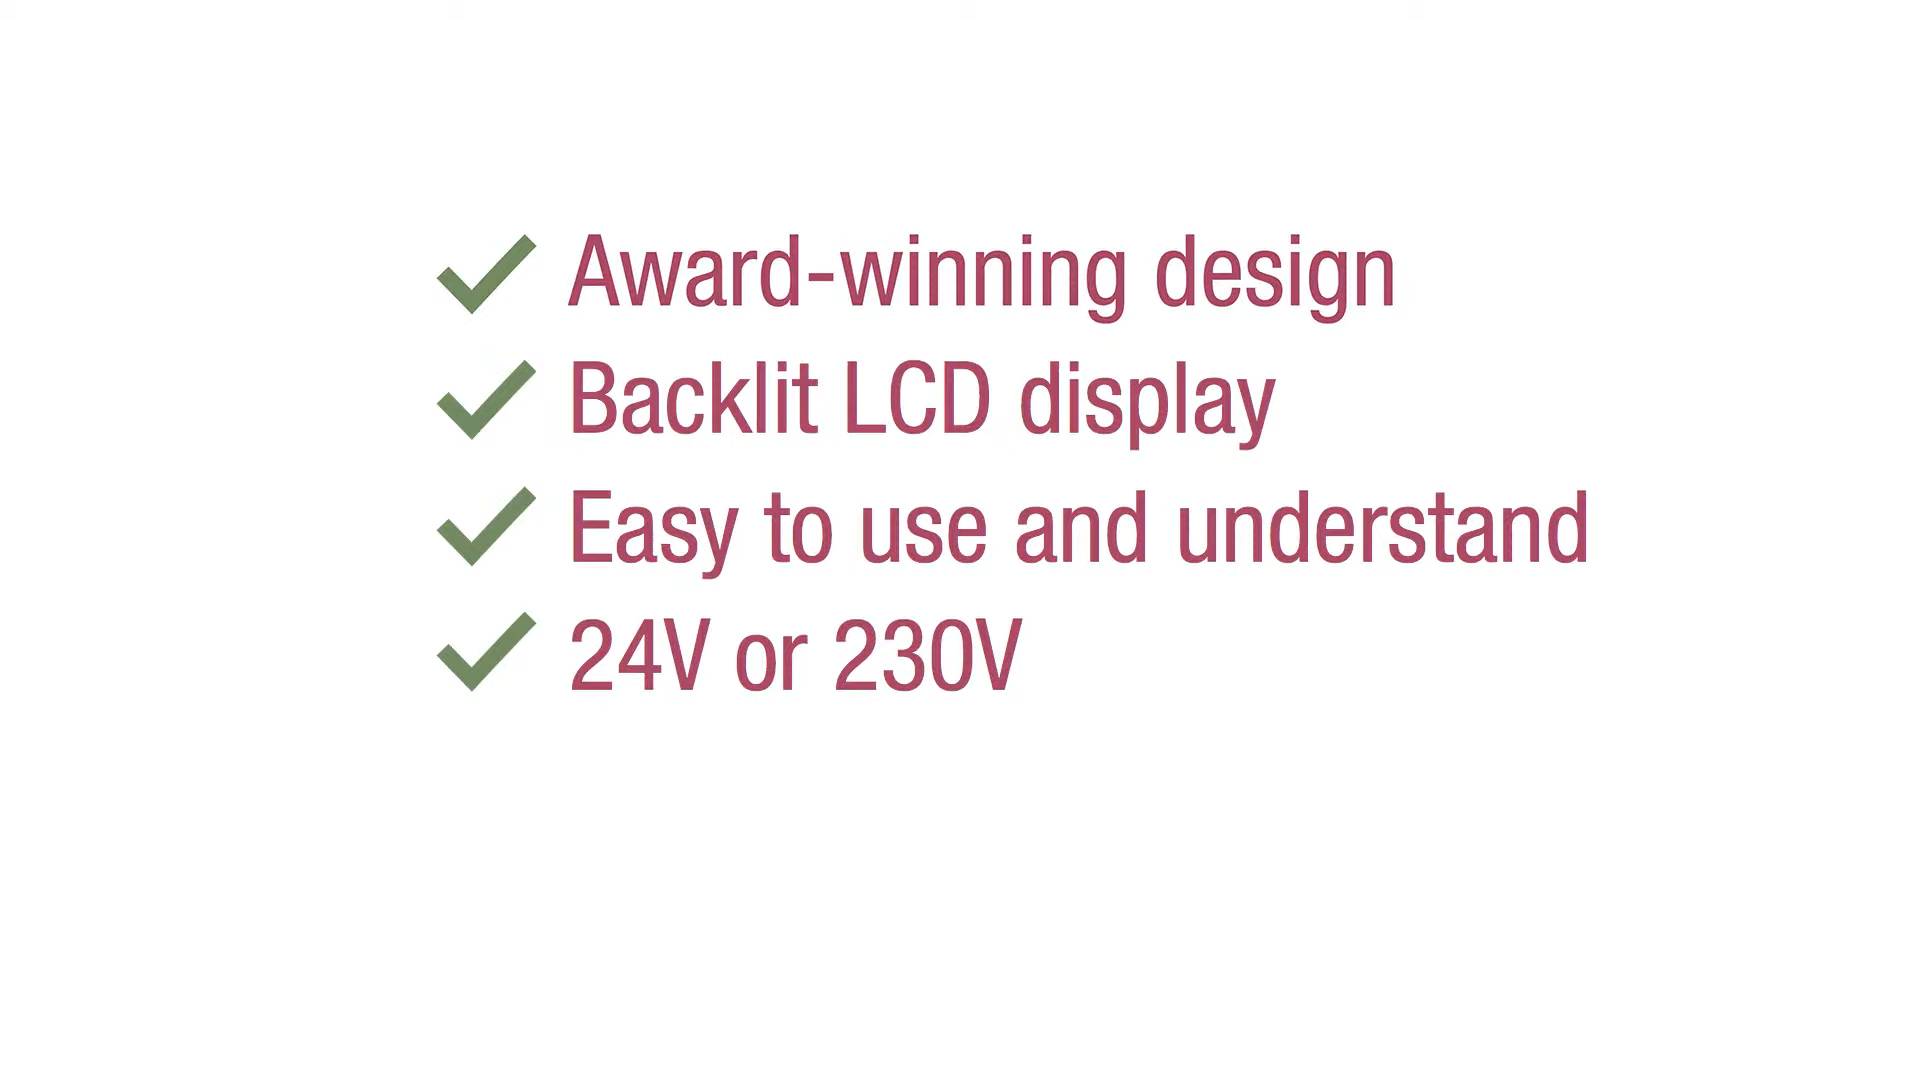 Award-winning design
Backlit LCD display
Easy to use and understand
24V or 230V